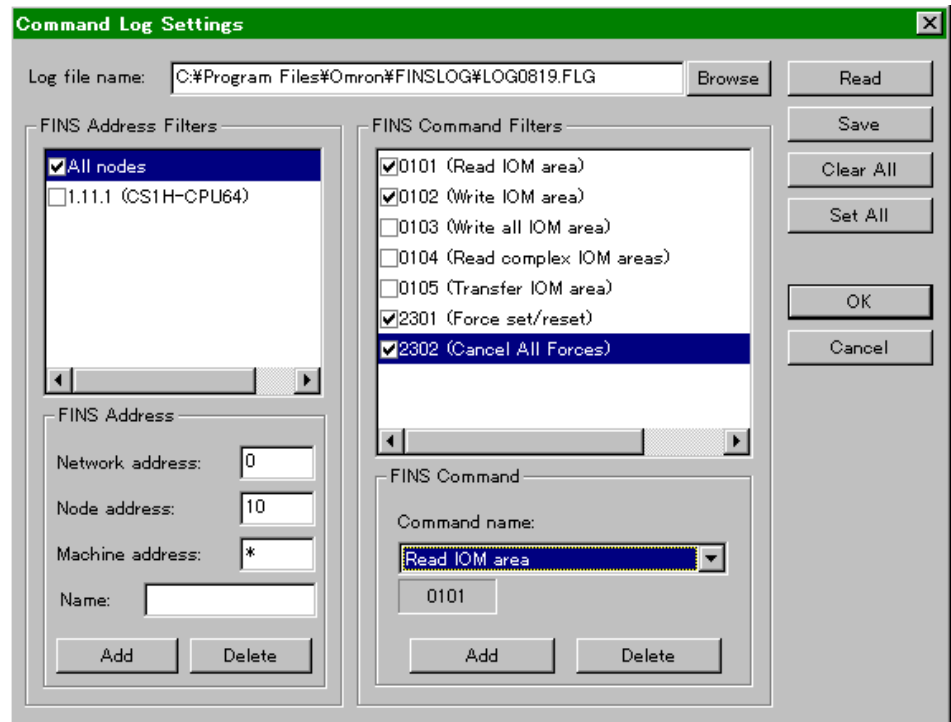 Command Log Settings
Log file name: C:¥Program Files¥Omron¥FINSLOG¥LOG0819.FLG Browse Read
Save
Clear All
Set All
OK
Cancel
FINS Address Filters
All nodes
1.11.1 (CS1H-CPU64)
FINS Address
Network address: 0
Node address: 10
Machine address: *
Name:
Add Delete
FINS Command Filters
0101 (Read IOM area)
0102 (Write IOM area)
0103 (Write all IOM area)
0104 (Read complex IOM areas)
0105 (Transfer IOM area)
2301 (Force set/reset)
2302 (Cancel All Forces)
FINS Command
Command name:
Read IOM area
0101
Add Delete